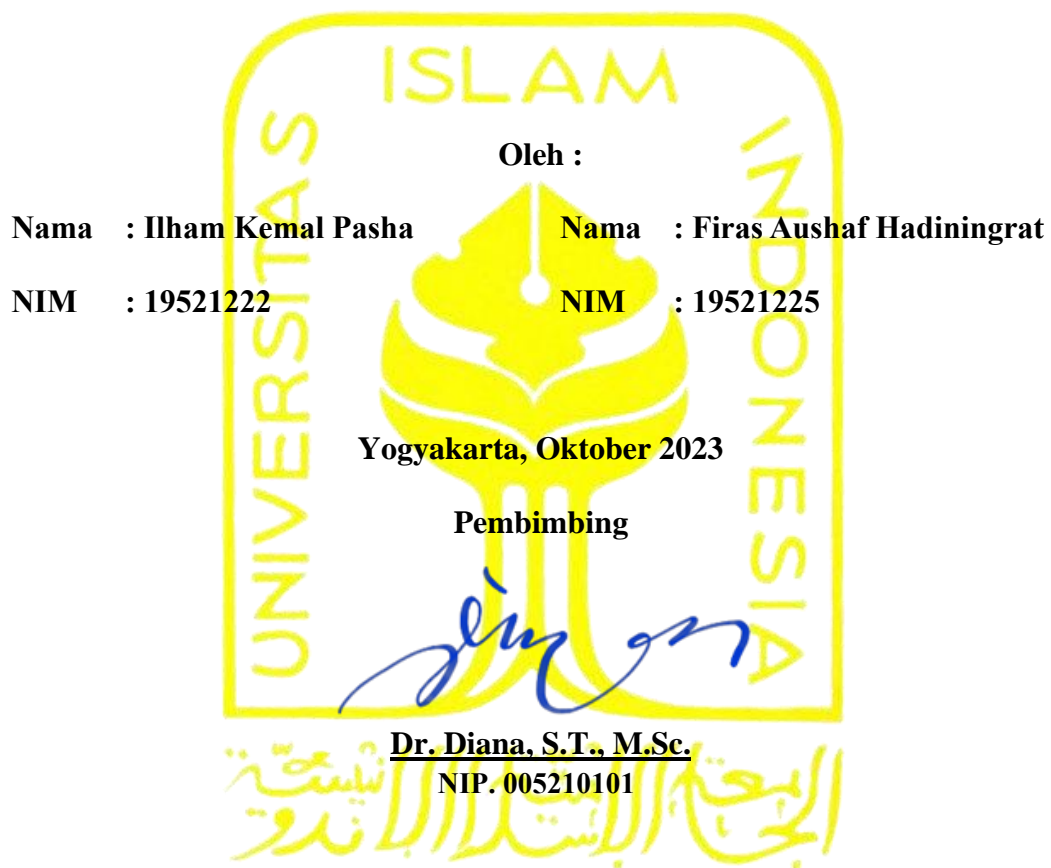 ISLAM
UNIVERSITAS
INDONESIA
Oleh :
Nama : Ilham Kemal Pasha Nama : Firas Aushaf Hadiningrat
NIM : 19521222 NIM : 19521225
Yogyakarta, Oktober 2023
Pembimbing
Dr. Diana, S.T., M.Sc.
NIP. 005210101